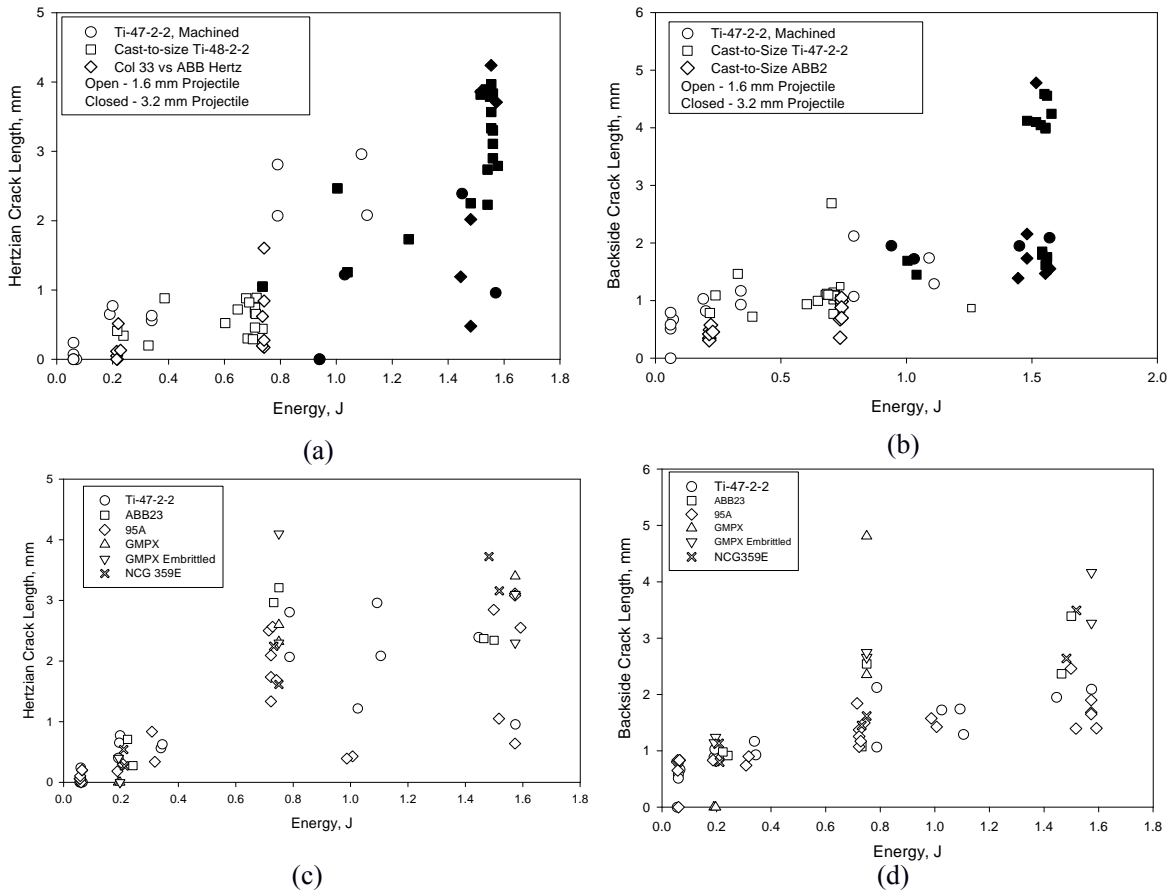 5
4
3
2
1
0
Hertzian Crack Length, mm
Ti-47-2-2, Machined
Cast-to-size Ti-48-2-2
Col 33 vs ABB Hertz
Open - 1.6 mm Projectile
Closed - 3.2 mm Projectile
0.0 0.2 0.4 0.6 0.8 1.0 1.2 1.4 1.6 1.8
Energy, J
(a)
6
5
4
3
2
1
0
Backside Crack Length, mm
Ti-47-2-2, Machined
Cast-to-Size Ti-47-2-2
Cast-to-Size ABB2
Open - 1.6 mm Projectile
Closed - 3.2 mm Projectile
0.0 0.5 1.0 1.5 2.0
Energy, J
(b)
5
4
3
2
1
0
Hertzian Crack Length, mm
Ti-47-2-2
ABB23
95A
GMPX
GMPX Embrittled
NCG 359E
0.0 0.2 0.4 0.6 0.8 1.0 1.2 1.4 1.6 1.8
Energy, J
(c)
6
5
4
3
2
1
0
Backside Crack Length, mm
Ti-47-2-2
ABB23
95A
GMPX
GMPX Embrittled
NCG359E
0.0 0.2 0.4 0.6 0.8 1.0 1.2 1.4 1.6 1.8
Energy, J
(d)